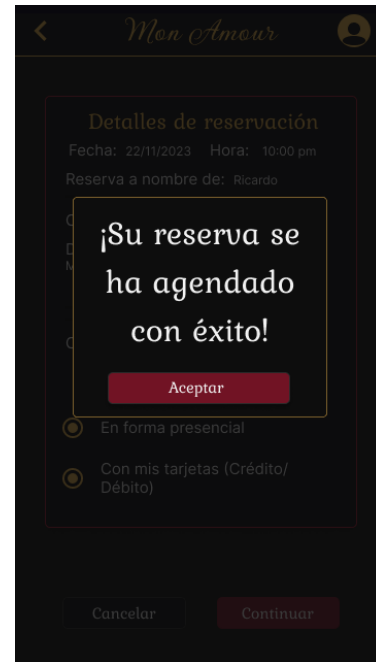 Mon Amour
Detalles de reservación
Fecha: 22/11/2023 Hora: 10:00 pm
Reserva a nombre de: Ricardo
¡Su reserva se
ha agendado
con éxito!
Aceptar
En forma presencial
Con mis tarjetas (Crédito/
Débito)
Cancelar Continuar